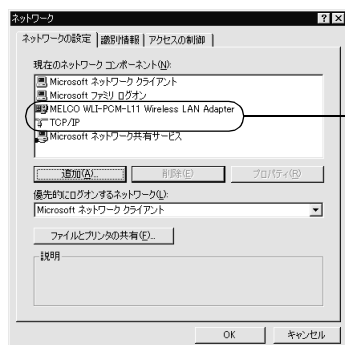 ネットワーク
ネットワークの設定 識別情報 アクセスの制御
現在のネットワーク コンポーネント(N):
Microsoft ネットワーク クライアント
Microsoft ファミリ ログオン
MELCO WLI-PCM-L11 Wireless LAN Adapter
TCP/IP
Microsoft ネットワーク共有サービス
追加(A)... 削除(E) プロパティ(R)
優先的にログオンするネットワーク(L):
Microsoft ネットワーク クライアント
ファイルとプリンタの共有(F)...
説明
OK キャンセル